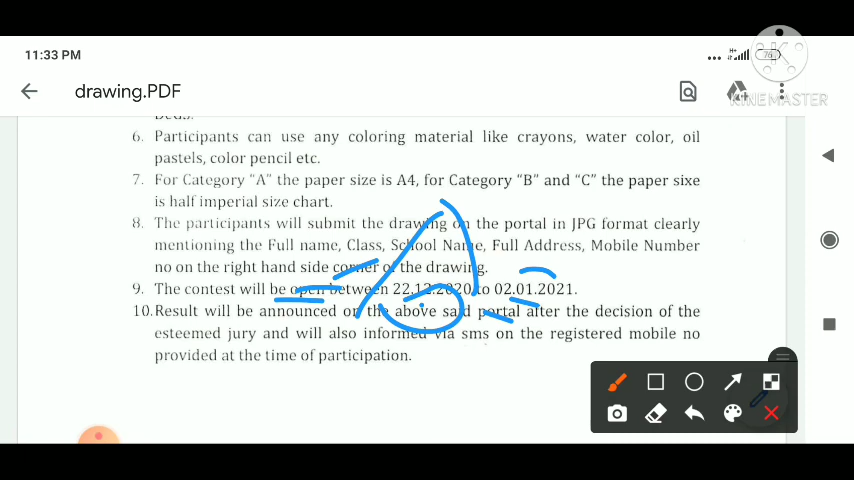 11:33 PM
76
drawing.PDF
KINEMASTER
6. Participants can use any coloring material like crayons, water color, oil
pastels, color pencil etc.
7. For Category “A” the paper size is A4, for Category “B” and “C” the paper sixe
is half imperial size chart.
8. The participants will submit the drawing on the portal in JPG format clearly
mentioning the Full name, Class, School Name, Full Address, Mobile Number
no on the right hand side corner of the drawing.
9. The contest will be open between 22.12.2020 to 02.01.2021.
10. Result will be announced on the above said portal after the decision of the
esteemed jury and will also informed via sms on the registered mobile no
provided at the time of participation.